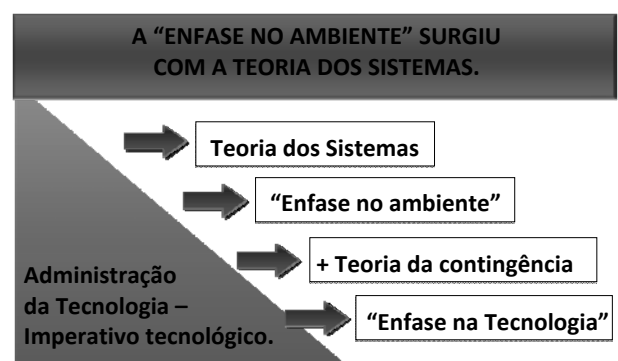 A “ENFASE NO AMBIENTE” SURGIU
COM A TEORIA DOS SISTEMAS.
Teoria dos Sistemas
“Enfase no ambiente”
+ Teoria da contingência
“Enfase na Tecnologia”
Administração
da Tecnologia –
Imperativo tecnológico.